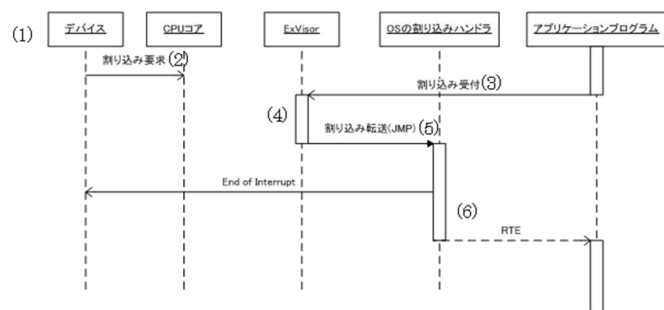 (1)
デバイス
CPUコア
ExVisor
OSの割り込みハンドラ
アプリケーションプログラム
割り込み要求(2)
割り込み受付(3)
(4)
割り込み転送(JMP)(5)
End of Interrupt
(6)
RTE